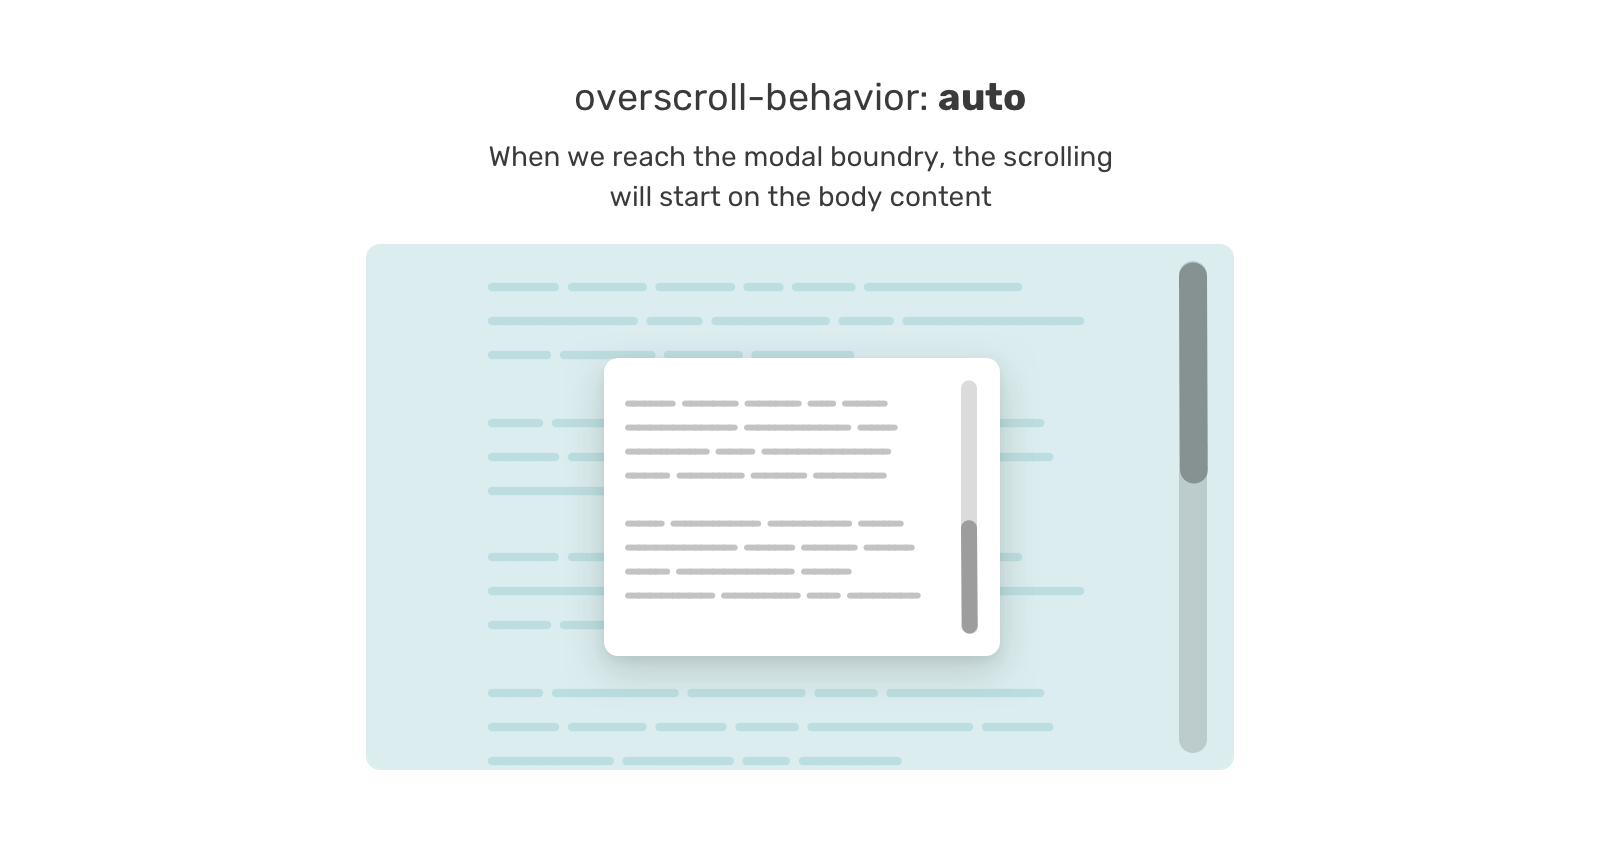 overscroll-behavior: auto
When we reach the modal boundry, the scrolling
will start on the body content